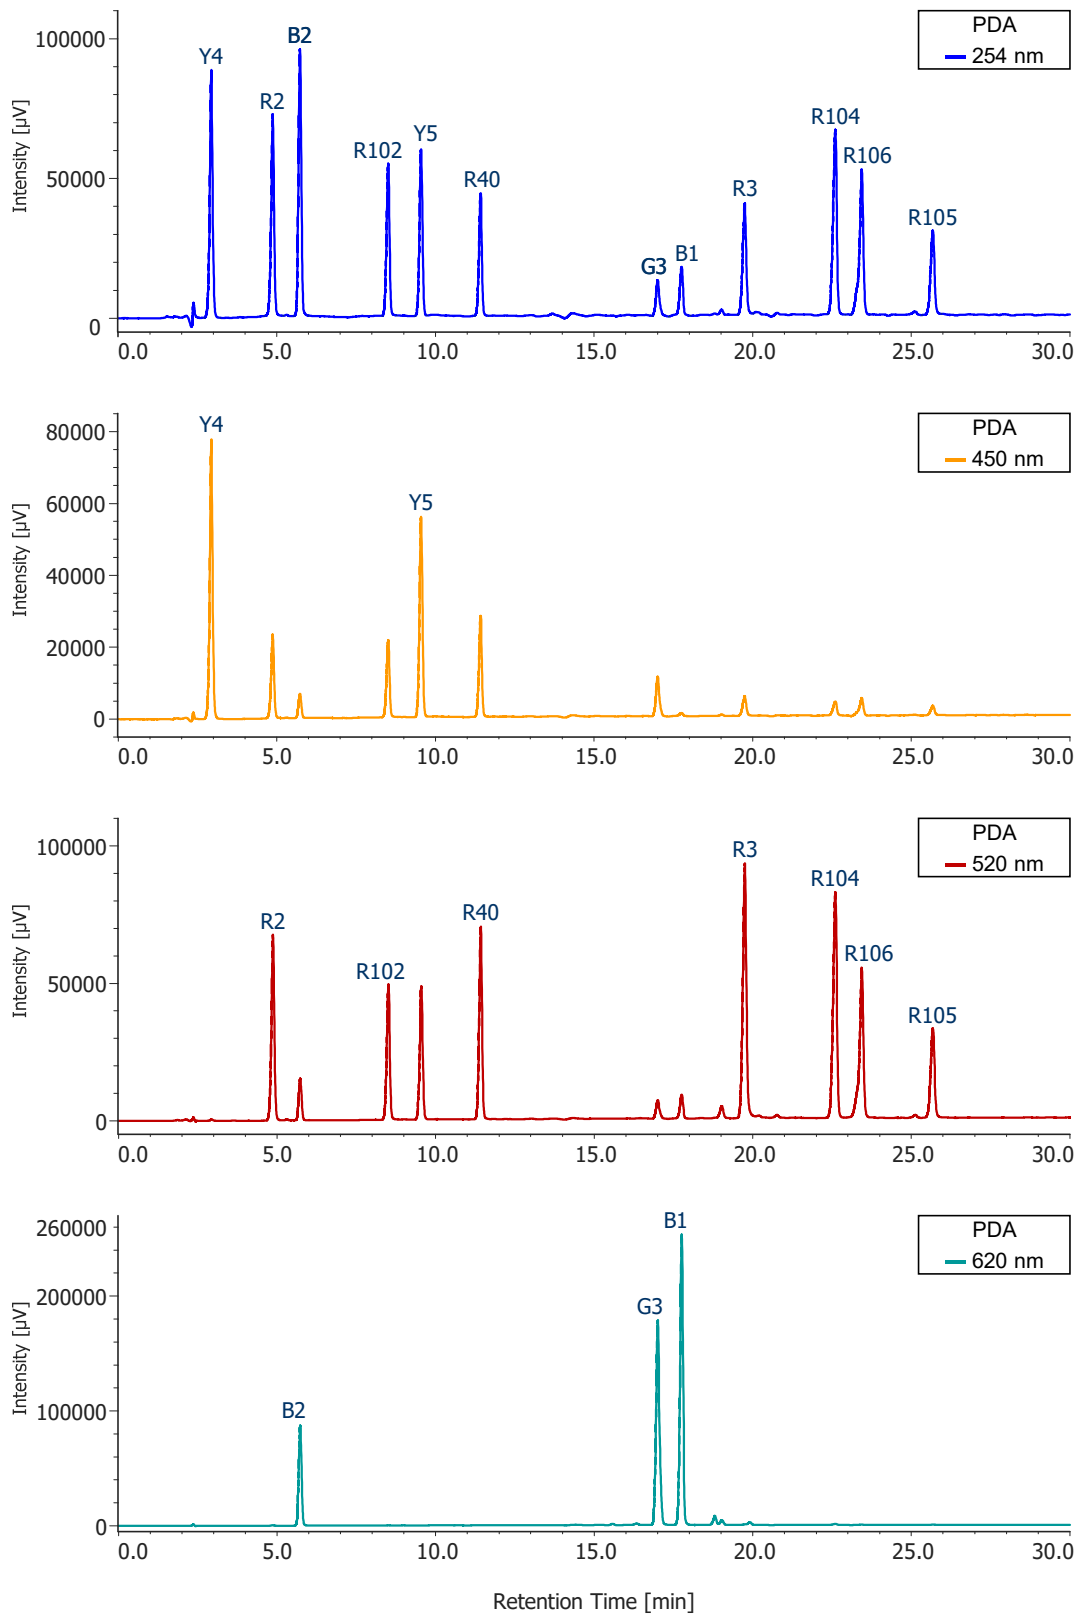 PDA
254 nm
Intensity [µV]
100000
50000
0
Y4
R2
B2
R102
Y5
R40
G3
B1
R3
R104
R106
R105
0.0 5.0 10.0 15.0 20.0 25.0 30.0
PDA
450 nm
Intensity [µV]
80000
60000
40000
20000
0
Y4
Y5
0.0 5.0 10.0 15.0 20.0 25.0 30.0
PDA
520 nm
Intensity [µV]
100000
50000
0
R2
R102
R40
R3
R104
R106
R105
0.0 5.0 10.0 15.0 20.0 25.0 30.0
PDA
620 nm
Intensity [µV]
260000
200000
100000
0
B2
G3
B1
0.0 5.0 10.0 15.0 20.0 25.0 30.0
Retention Time [min]